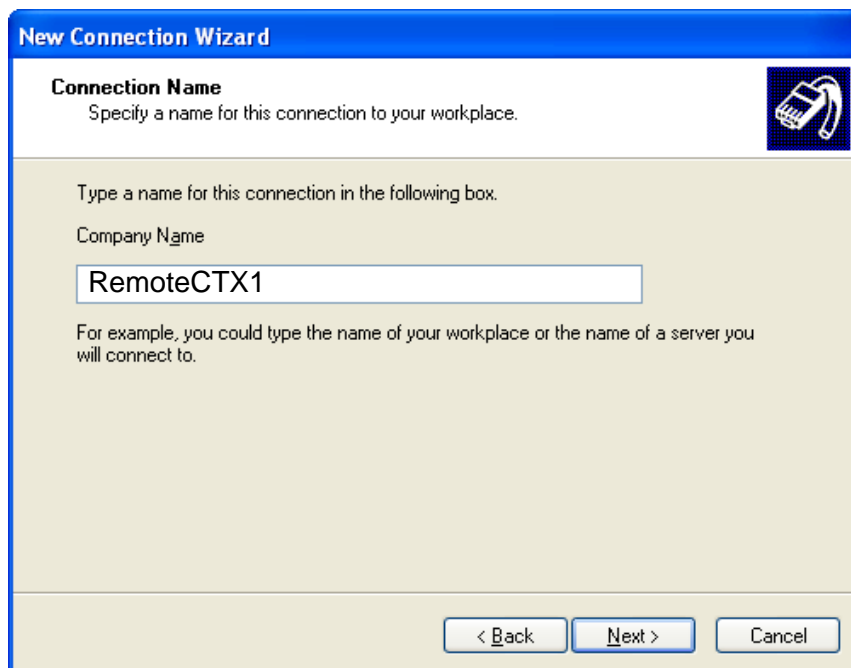 New Connection Wizard
Connection Name
Specify a name for this connection to your workplace.
Type a name for this connection in the following box.
Company Name
RemoteCTX1
For example, you could type the name of your workplace or the name of a server you
will connect to.
< Back Next > Cancel